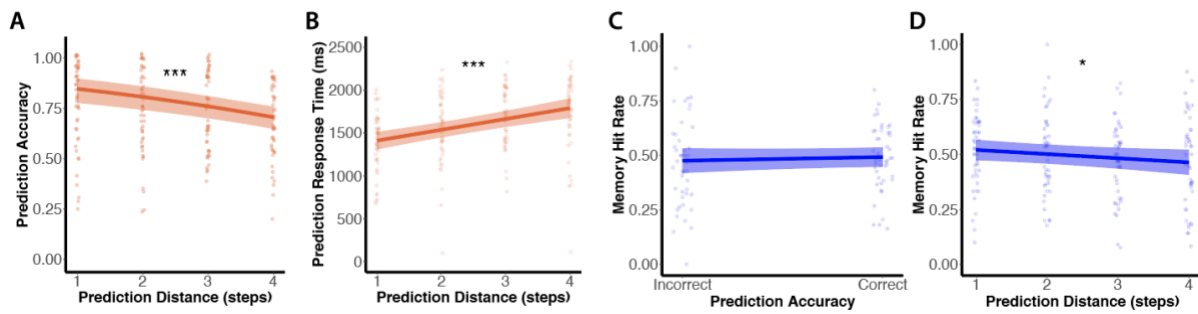 A
Prediction Accuracy
1.00
0.75
0.50
0.25
0.00
***
1
2
3
4
Prediction Distance (steps)
B
Prediction Response Time (ms)
2500
2000
1500
1000
500
0
***
1
2
3
4
Prediction Distance (steps)
C
Memory Hit Rate
1.00
0.75
0.50
0.25
0.00
Incorrect
Correct
Prediction Accuracy
D
Memory Hit Rate
1.00
0.75
0.50
0.25
0.00
*
1
2
3
4
Prediction Distance (steps)